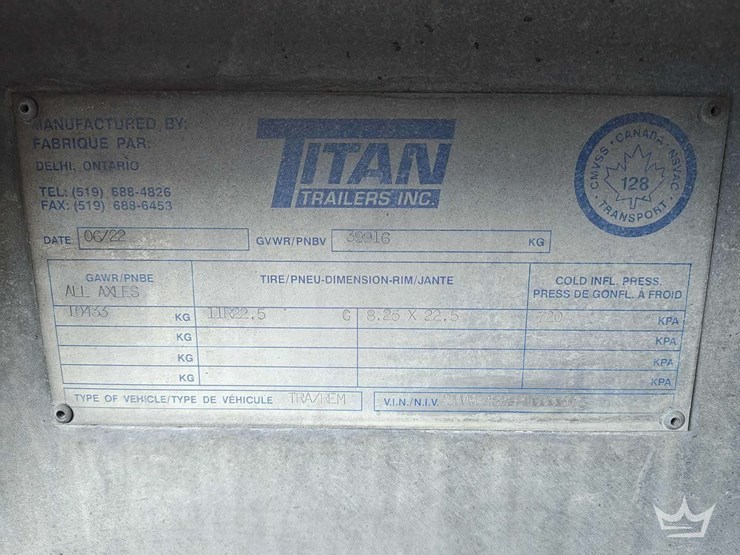 MANUFACTURED BY:
FABRIQUE PAR:
DELHI, ONTARIO
TEL: (519) 688-4826
FAX: (519) 688-6453
TITAN
TRAILERS INC.
CMVSS · CANADA · NSVAC
128
TRANSPORT
DATE 06/22 GVWR/PNBV KG
GAWR/PNBE TIRE/PNEU-DIMENSION-RIM/JANTE COLD INFL. PRESS.
PRESS DE GONFL. À FROID
ALL AXLES
10433 KG 11R22.5 G 8.25 X 22.5 KPA
KG KPA
KG KPA
KG KPA
TYPE OF VEHICLE/TYPE DE VÉHICULE TRA/REM V.I.N./N.I.V.